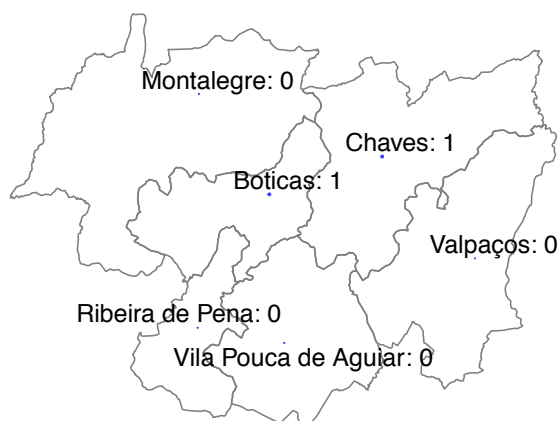 Montalegre: 0
Chaves: 1
Boticas: 1
Valpaços: 0
Ribeira de Pena: 0
Vila Pouca de Aguiar: 0